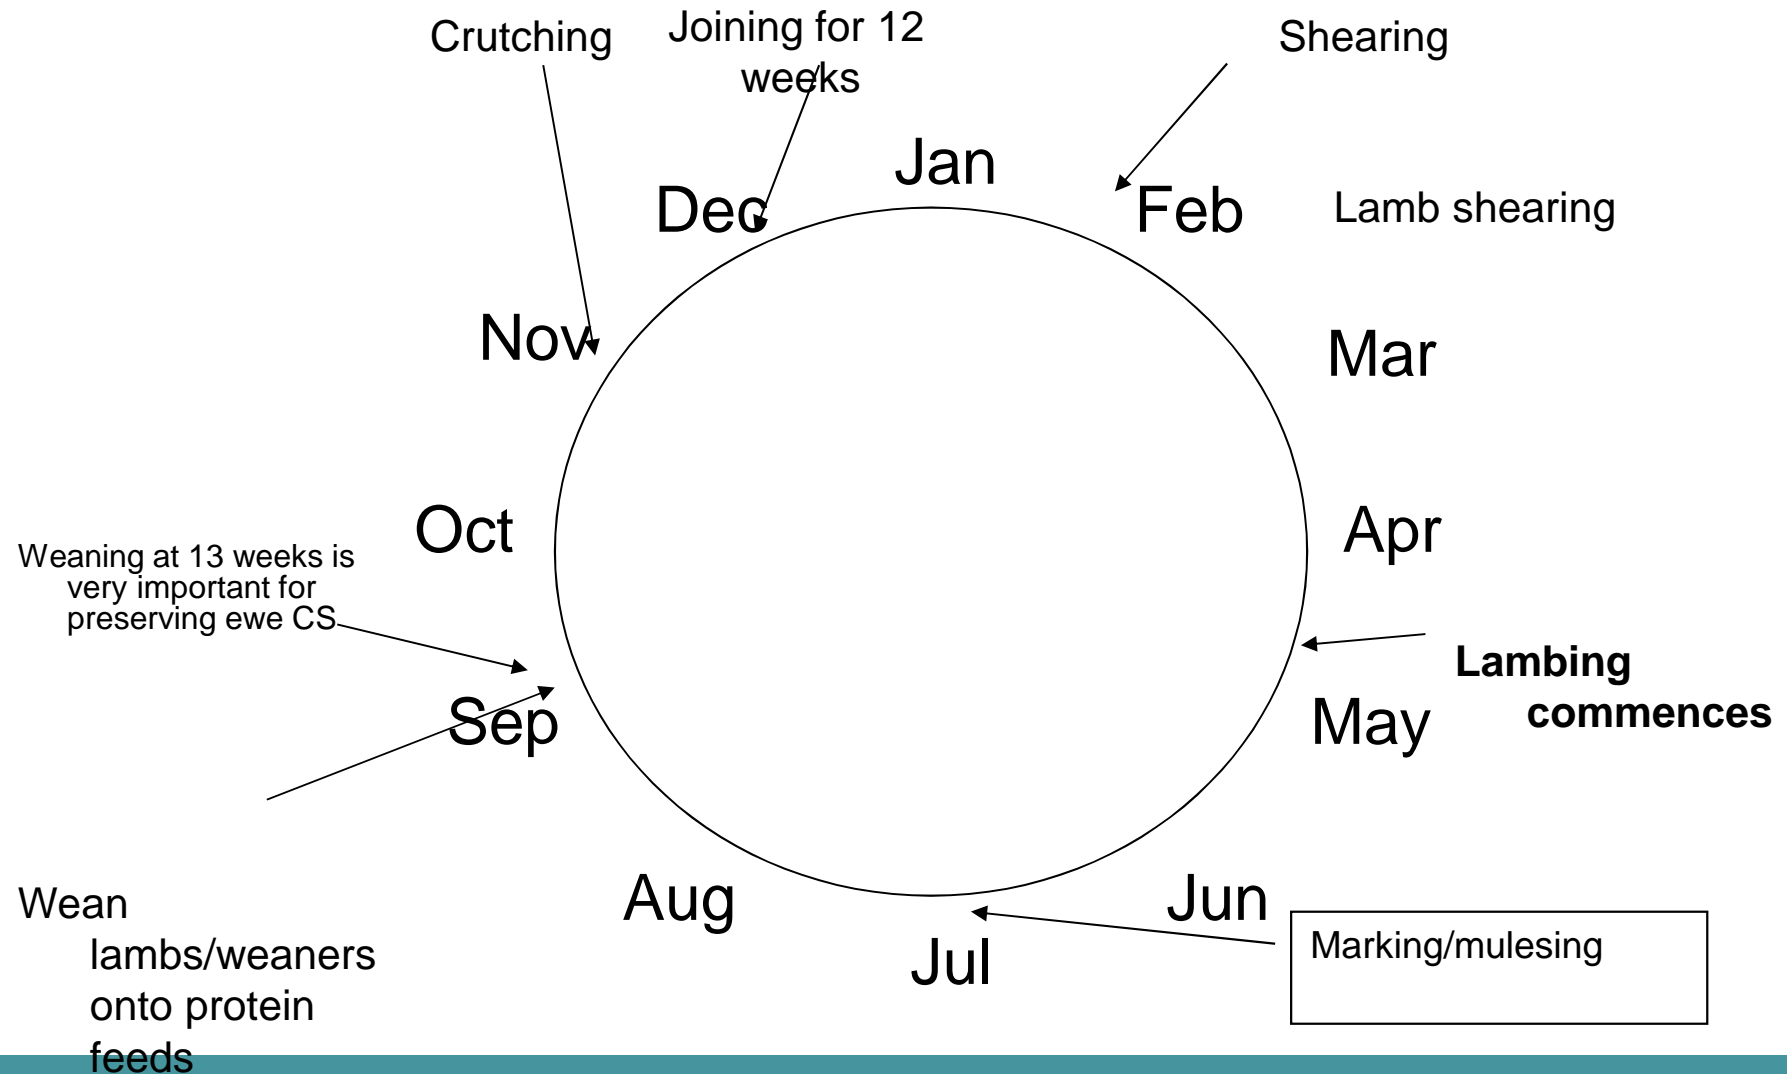 Crutching
Joining for 12
weeks
Shearing
Jan
Dec
Feb
Lamb shearing
Nov
Mar
Oct
Apr
Weaning at 13 weeks is
very important for
preserving ewe CS
Lambing
commences
Sep
May
Aug
Jun
Wean
lambs/weaners
onto protein
feeds
Jul
Marking/mulesing